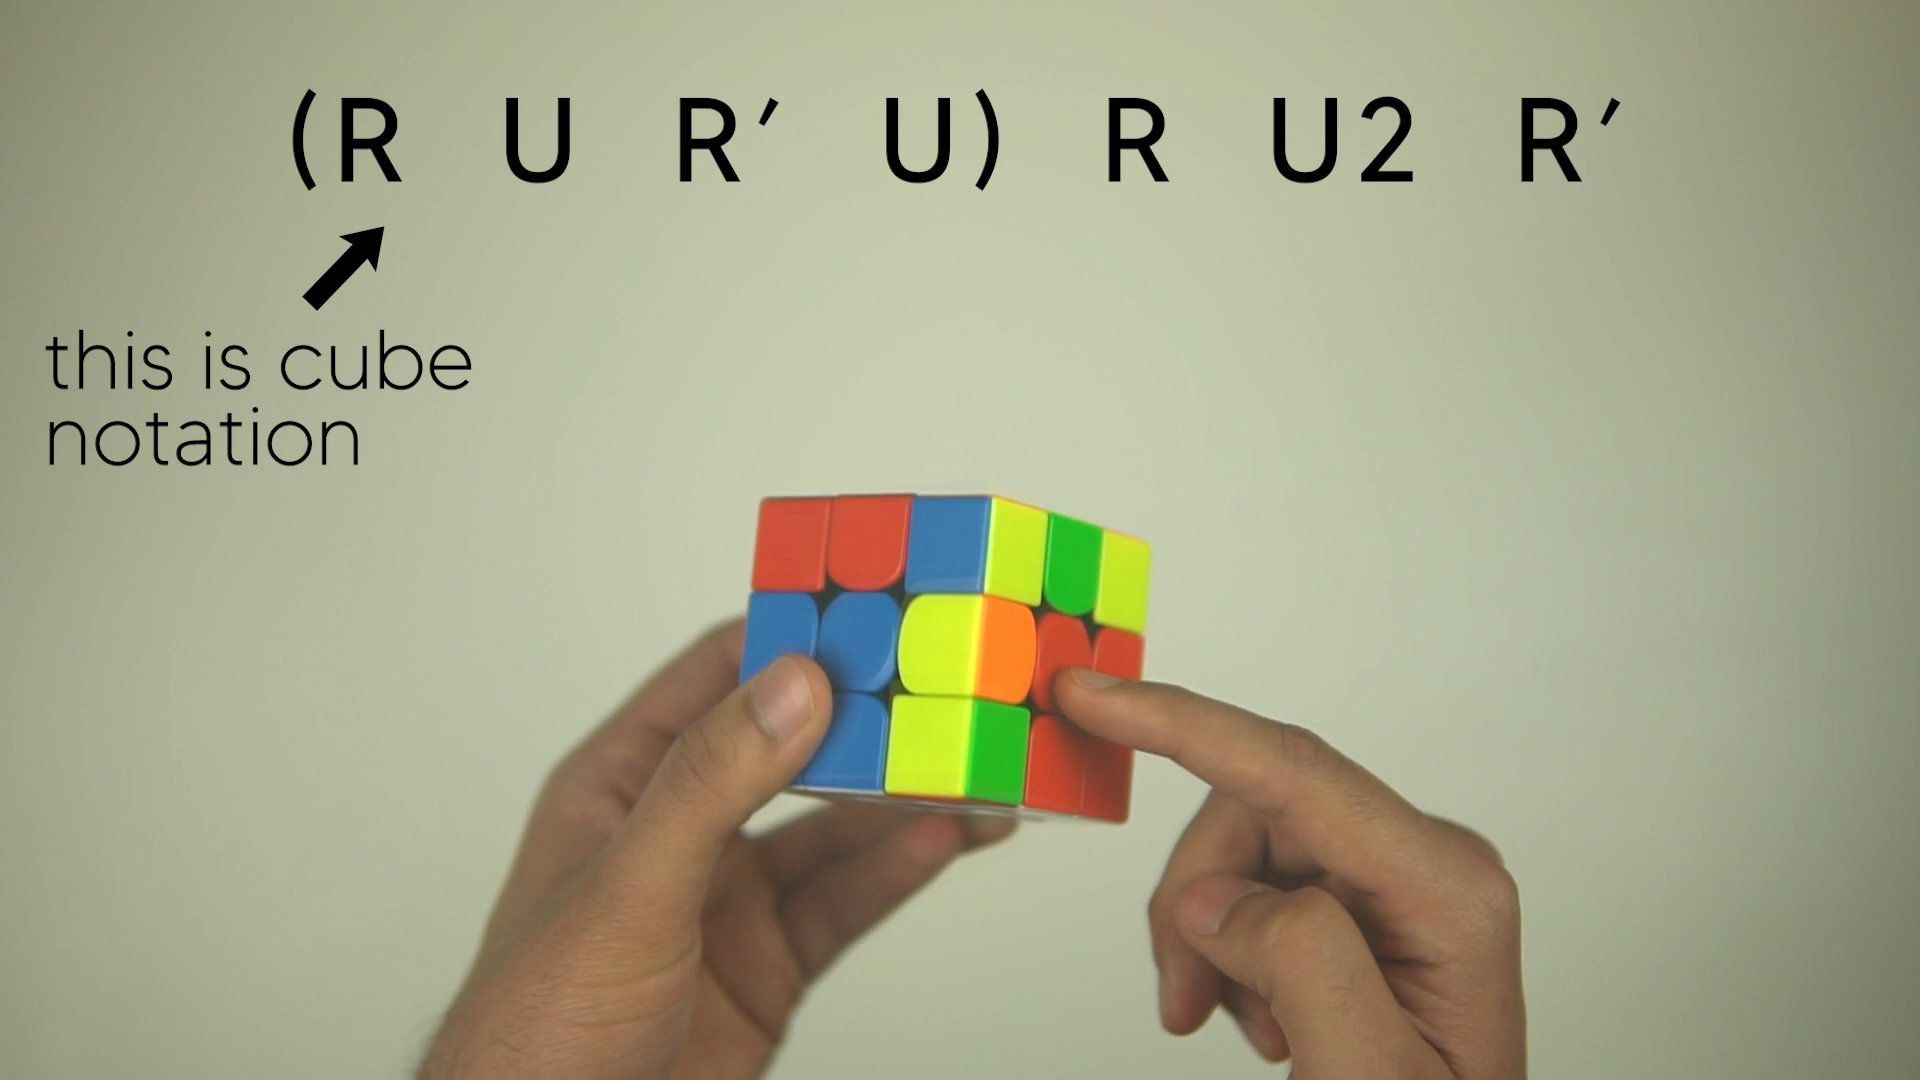 (R U R′ U) R U2 R′
this is cube
notation